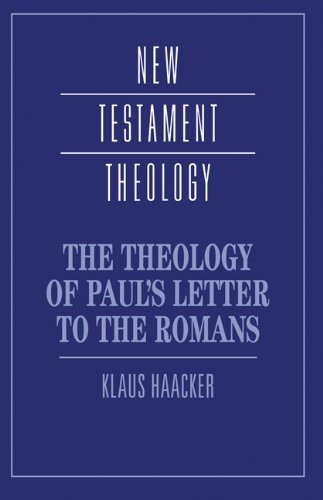 NEW
TESTAMENT
THEOLOGY
THE THEOLOGY
OF PAUL'S LETTER
TO THE ROMANS
KLAUS HAACKER